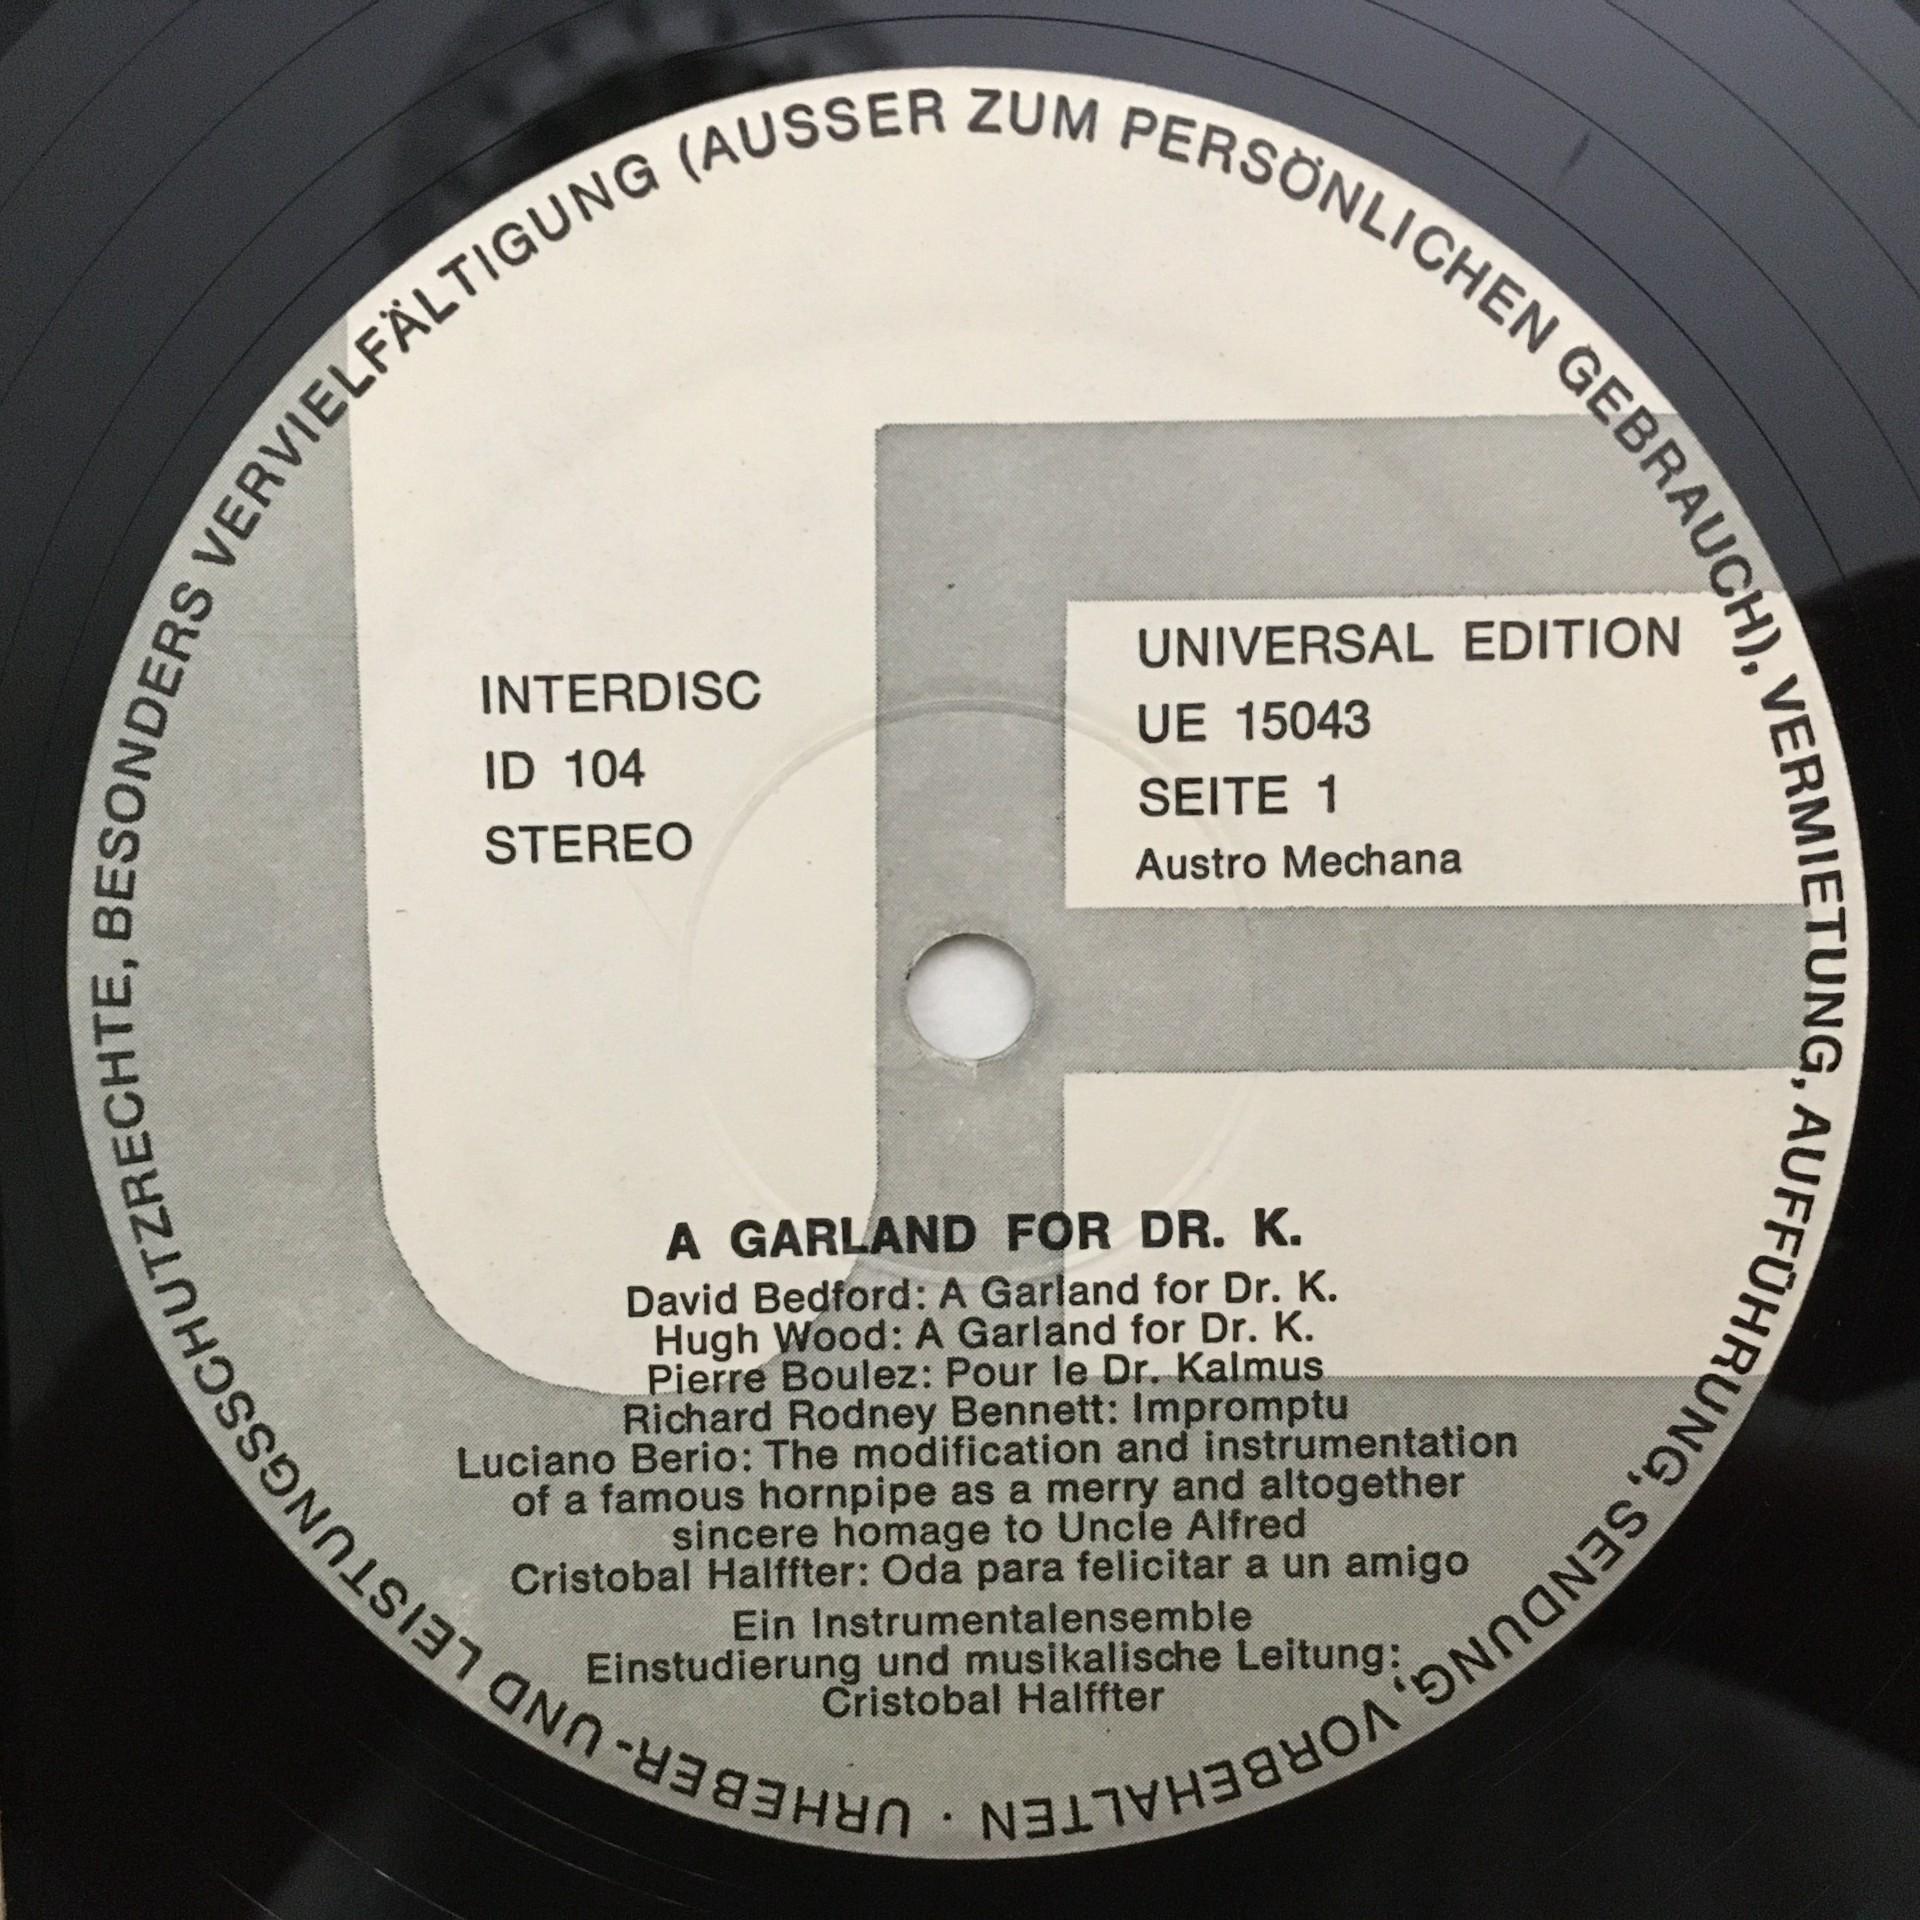 URHEBER- UND LEISTUNGSSCHUTZRECHTE, BESONDERS VERVIELFÄLTIGUNG (AUSSER ZUM PERSÖNLICHEN GEBRAUCH), VERMIETUNG, AUFFÜHRUNG, SENDUNG, VORBEHALTEN ·
INTERDISC
ID 104
STEREO
UNIVERSAL EDITION
UE 15043
SEITE 1
Austro Mechana
A GARLAND FOR DR. K.
David Bedford: A Garland for Dr. K.
Hugh Wood: A Garland for Dr. K.
Pierre Boulez: Pour le Dr. Kalmus
Richard Rodney Bennett: Impromptu
Luciano Berio: The modification and instrumentation
of a famous hornpipe as a merry and altogether
sincere homage to Uncle Alfred
Cristobal Halffter: Oda para felicitar a un amigo
Ein Instrumentalensemble
Einstudierung und musikalische Leitung:
Cristobal Halffter